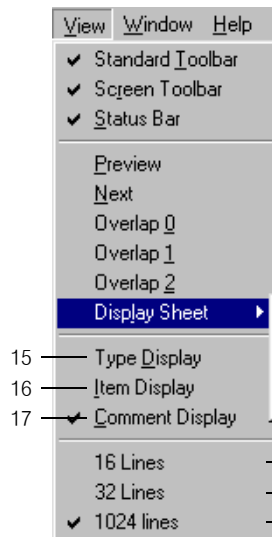 View Window Help
✔ Standard Toolbar
✔ Screen Toolbar
✔ Status Bar
Preview
Next
Overlap 0
Overlap 1
Overlap 2
Display Sheet
15 Type Display
16 Item Display
17 ✔ Comment Display
16 Lines
32 Lines
✔ 1024 lines